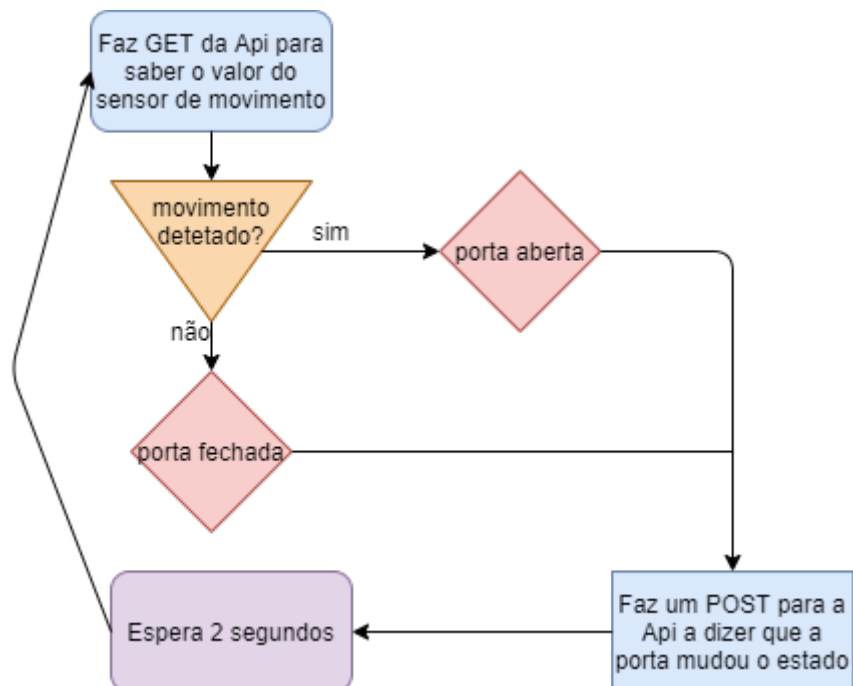 Faz GET da Api para
saber o valor do
sensor de movimento
movimento
detetado?
sim
porta aberta
não
porta fechada
Espera 2 segundos
Faz um POST para a
Api a dizer que a
porta mudou o estado